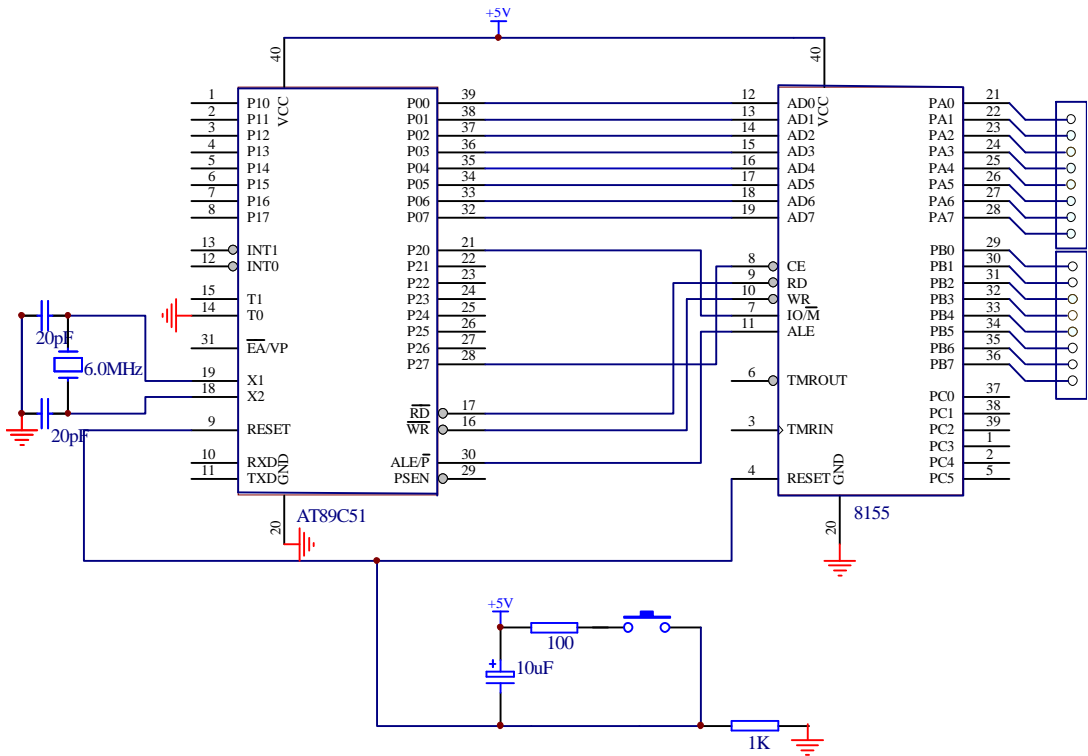 +5V
40
40
AT89C51
8155
1 P10
2 P11
3 P12
4 P13
5 P14
6 P15
7 P16
8 P17
13 INT1
12 INT0
15 T1
14 T0
31 EA/VP
19 X1
18 X2
9 RESET
10 RXD
11 TXD
VCC
GND
20
P00 39
P01 38
P02 37
P03 36
P04 35
P05 34
P06 33
P07 32
P20 21
P21 22
P22 23
P23 24
P24 25
P25 26
P26 27
P27 28
RD 17
WR 16
ALE/P 30
PSEN 29
20pF
6.0MHz
20pF
12 AD0
13 AD1
14 AD2
15 AD3
16 AD4
17 AD5
18 AD6
19 AD7
8 CE
9 RD
10 WR
7 IO/M
11 ALE
6 TMROUT
3 TMRIN
4 RESET
VCC
GND
20
PA0 21
PA1 22
PA2 23
PA3 24
PA4 25
PA5 26
PA6 27
PA7 28
PB0 29
PB1 30
PB2 31
PB3 32
PB4 33
PB5 34
PB6 35
PB7 36
PC0 37
PC1 38
PC2 39
PC3 1
PC4 2
PC5 5
+5V
100
+
10uF
1K